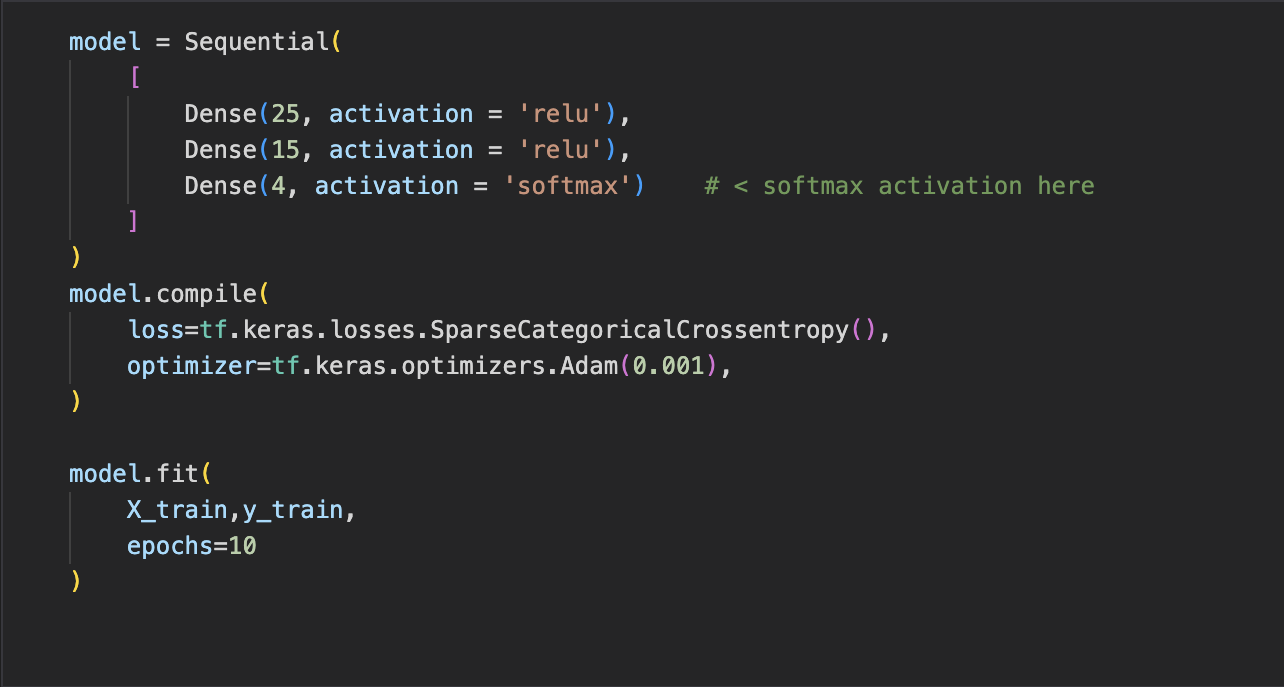 model = Sequential(
    [
        Dense(25, activation = 'relu'),
        Dense(15, activation = 'relu'),
        Dense(4, activation = 'softmax')    # < softmax activation here
    ]
)
model.compile(
    loss=tf.keras.losses.SparseCategoricalCrossentropy(),
    optimizer=tf.keras.optimizers.Adam(0.001),
)

model.fit(
    X_train,y_train,
    epochs=10
)